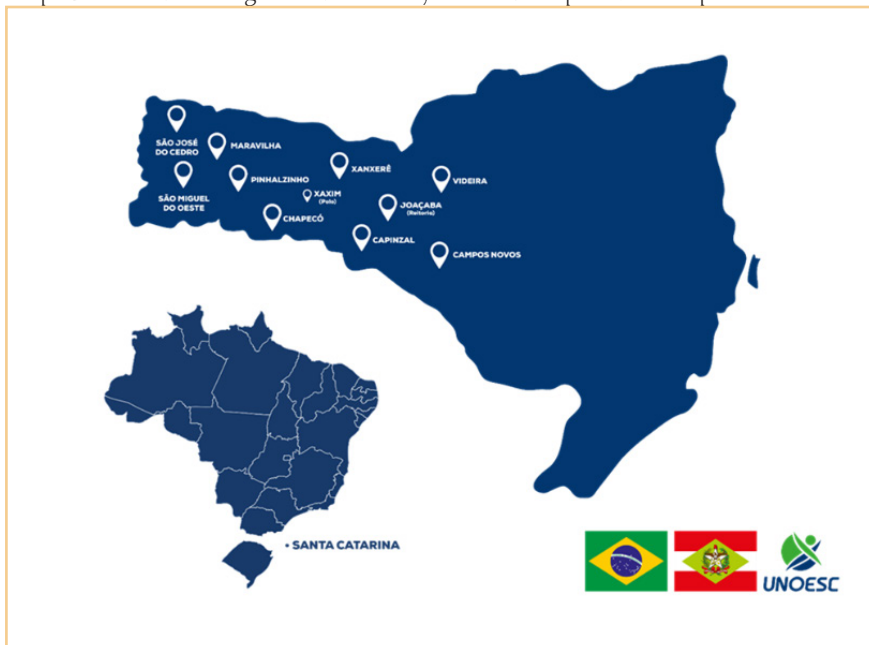 SÃO JOSÉ
DO CEDRO
MARAVILHA
SÃO MIGUEL
DO OESTE
PINHALZINHO
XANXERÊ
XAXIM
(Polo)
CHAPECÓ
VIDEIRA
JOAÇABA
(Reitoria)
CAPINZAL
CAMPOS NOVOS
• SANTA CATARINA
UNOESC